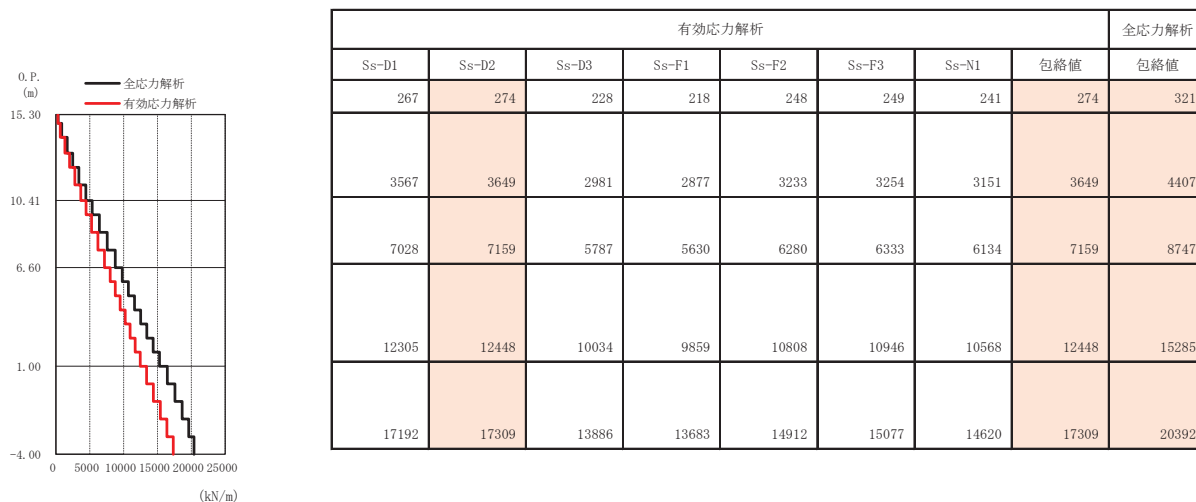 O.P.
(m)
全応力解析
有効応力解析
15.30
10.41
6.60
1.00
-4.00
0 5000 10000 15000 20000 25000
(kN/m)
有効応力解析 全応力解析
Ss-D1 Ss-D2 Ss-D3 Ss-F1 Ss-F2 Ss-F3 Ss-N1 包絡値 包絡値
267 274 228 218 248 249 241 274 321
3567 3649 2981 2877 3233 3254 3151 3649 4407
7028 7159 5787 5630 6280 6333 6134 7159 8747
12305 12448 10034 9859 10808 10946 10568 12448 15285
17192 17309 13886 13683 14912 15077 14620 17309 20392